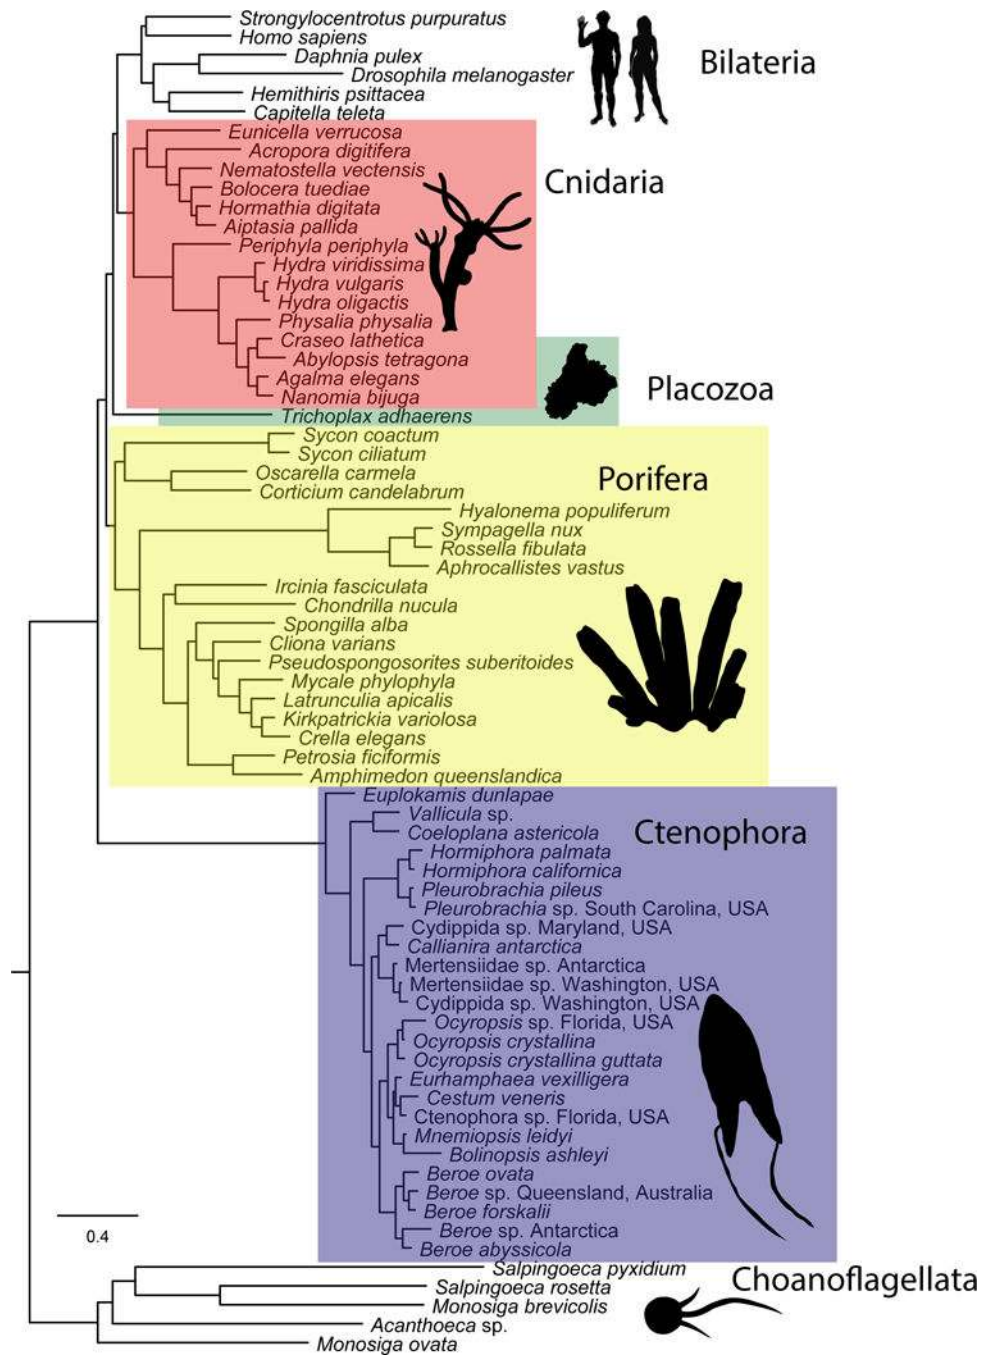 Strongylocentrotus purpuratus
Homo sapiens
Daphnia pulex
Drosophila melanogaster
Hemithiris psittacea
Capitella teleta
Bilateria
Eunicella verrucosa
Acropora digitifera
Nematostella vectensis
Bolocera tuediae
Hormathia digitata
Aiptasia pallida
Periphylla periphyla
Hydra viridissima
Hydra vulgaris
Hydra oligactis
Physalia physalia
Craseo lathetica
Abylopsis tetragona
Agalma elegans
Nanomia bijuga
Cnidaria
Trichoplax adhaerens
Placozoa
Sycon coactum
Sycon ciliatum
Oscarella carmela
Corticium candelabrum
Hyalonema populiferum
Sympagella nux
Rossella fibulata
Aphrocallistes vastus
Ircinia fasciculata
Chondrilla nucula
Spongilla alba
Cliona varians
Pseudospongosorites suberitoides
Mycale phylophyla
Latrunculia apicalis
Kirkpatrickia variolosa
Crella elegans
Petrosia ficiformis
Amphimedon queenslandica
Porifera
Euplokamis dunlapae
Vallicula sp.
Coeloplana astericola
Hormiphora palmata
Hormiphora californica
Pleurobrachia pileus
Pleurobrachia sp. South Carolina, USA
Cydippida sp. Maryland, USA
Callianira antarctica
Mertensiidae sp. Antarctica
Mertensiidae sp. Washington, USA
Cydippida sp. Washington, USA
Ocyropsis sp. Florida, USA
Ocyropsis crystallina
Ocyropsis crystallina guttata
Eurhamphaea vexilligera
Cestum veneris
Ctenophora sp. Florida, USA
Mnemiopsis leidyi
Bolinopsis ashleyi
Beroe ovata
Beroe sp. Queensland, Australia
Beroe forskalii
Beroe sp. Antarctica
Beroe abyssicola
Ctenophora
0.4
Salpingoeca pyxidium
Salpingoeca rosetta
Monosiga brevicolis
Acanthoeca sp.
Monosiga ovata
Choanoflagellata